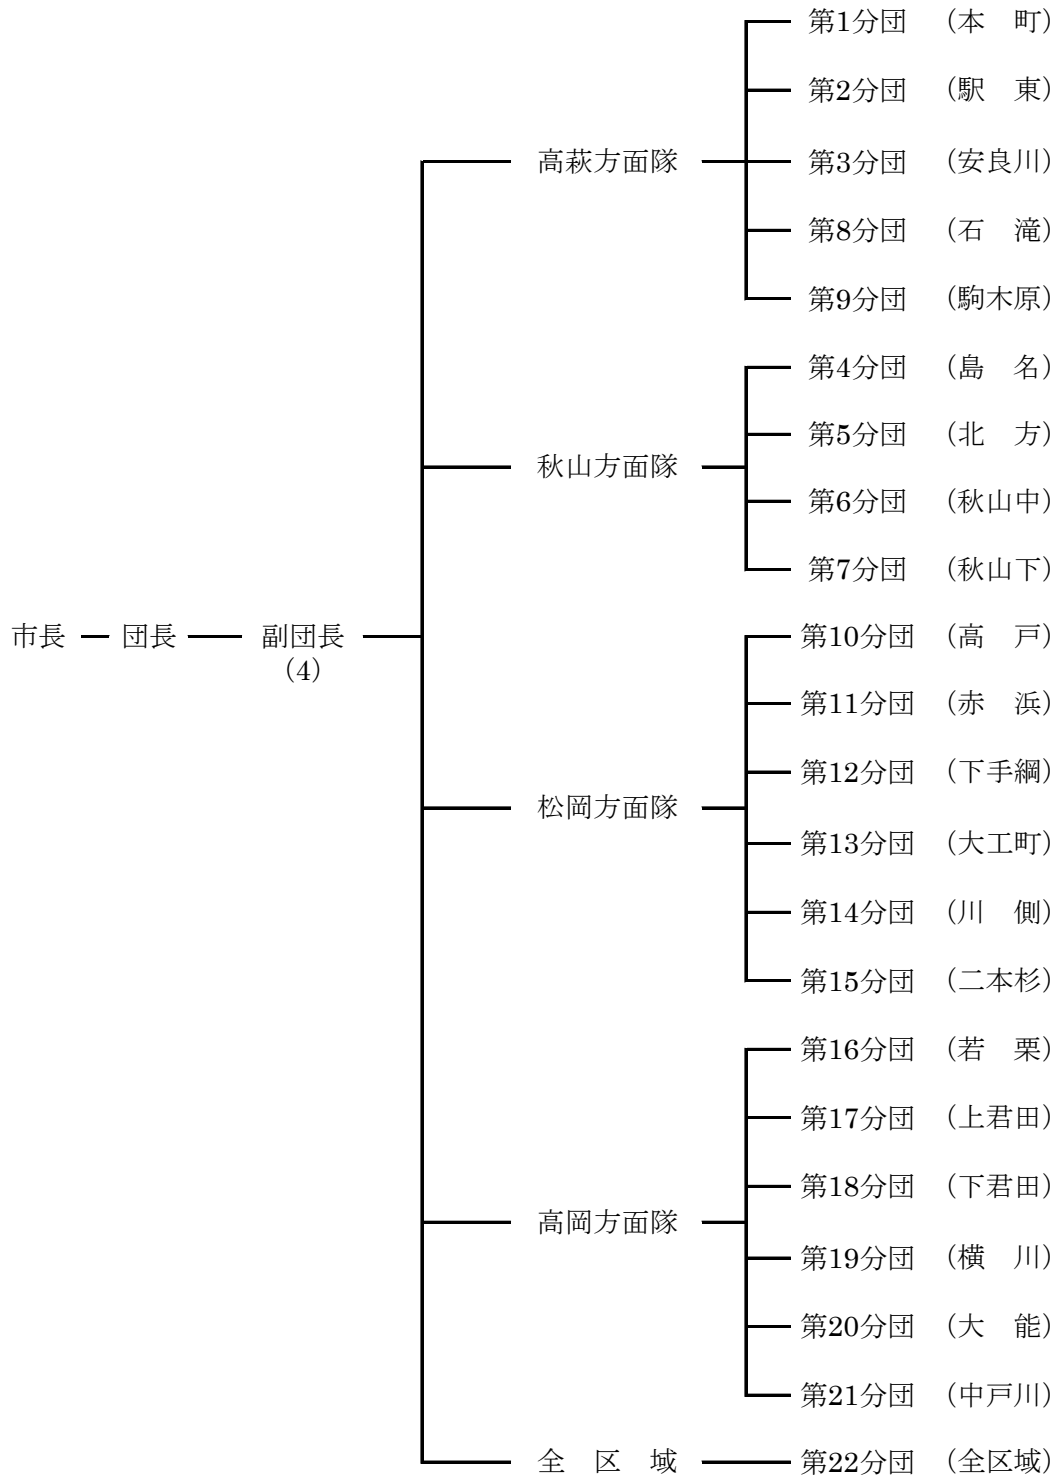 第1分団 （本　町）
第2分団 （駅　東）
高萩方面隊 第3分団 （安良川）
第8分団 （石　滝）
第9分団 （駒木原）
第4分団 （島　名）
第5分団 （北　方）
秋山方面隊
第6分団 （秋山中）
第7分団 （秋山下）
市長 団長 副団長 第10分団 （高　戸）
（4）
第11分団 （赤　浜）
第12分団 （下手綱）
松岡方面隊
第13分団 （大工町）
第14分団 （川　側）
第15分団 （二本杉）
第16分団 （若　栗）
第17分団 （上君田）
第18分団 （下君田）
高岡方面隊
第19分団 （横　川）
第20分団 （大　能）
第21分団 （中戸川）
全　区　域 第22分団 （全区域）